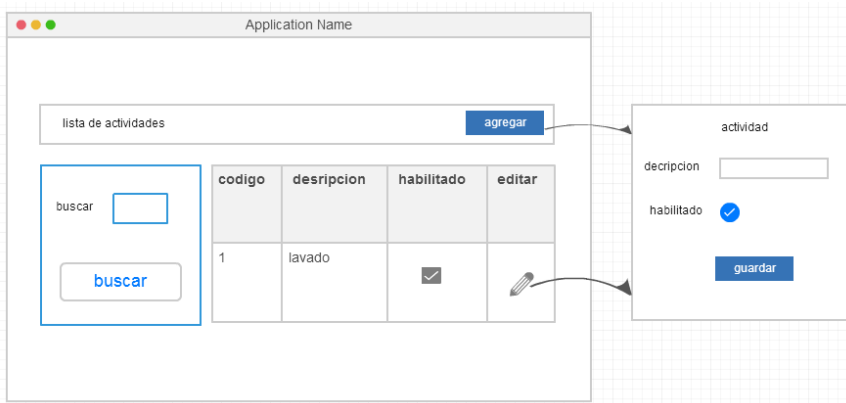 Application Name
lista de actividades
agregar
actividad
decripcion
habilitado
guardar
buscar
buscar
codigo desripcion habilitado editar
1 lavado